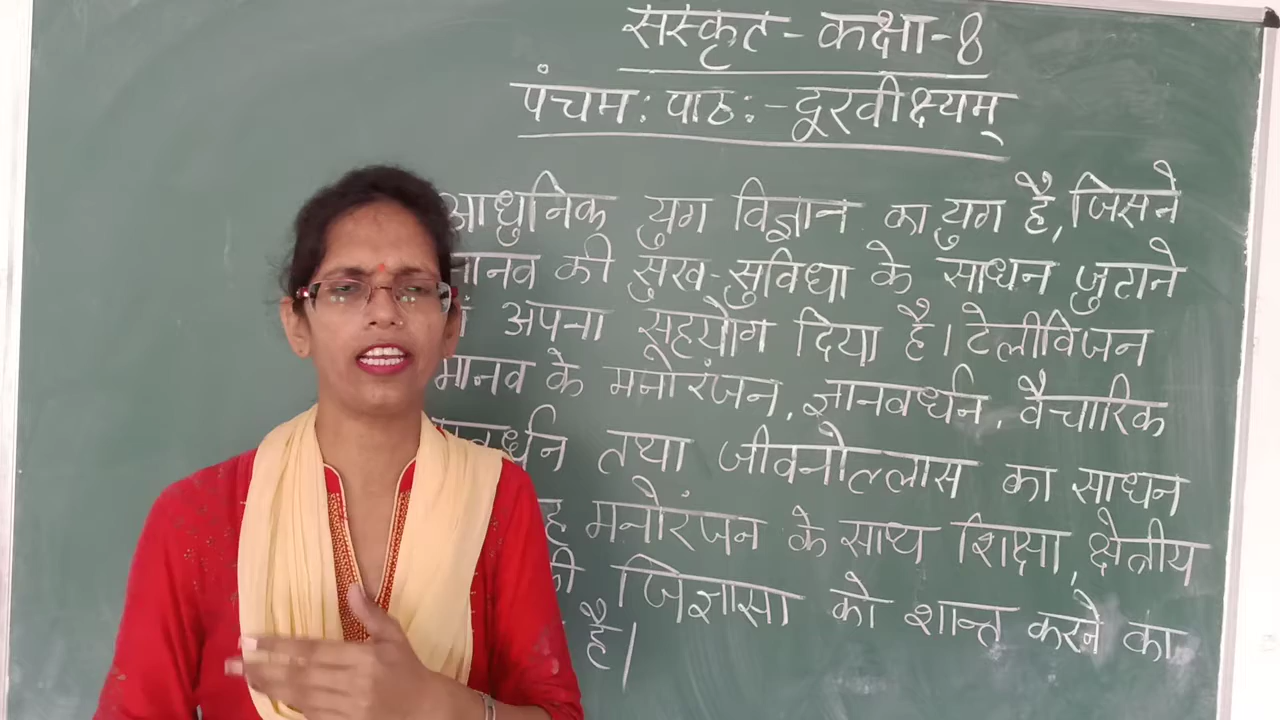 संस्कृत - कक्षा - 8
पंचम: पाठ: - दूरवीक्ष्यम्
आधुनिक युग विज्ञान का युग है, जिसने
मानव की सुख-सुविधा के साधन जुटाने
अपना सहयोग दिया है। टेलीविजन
मानव के मनोरंजन, ज्ञानवर्धन, वैचारिक
तथा जीवनोल्लास का साधन
मनोरंजन के साथ शिक्षा, क्षेत्रीय
जिज्ञासा को शान्त करने का
है।